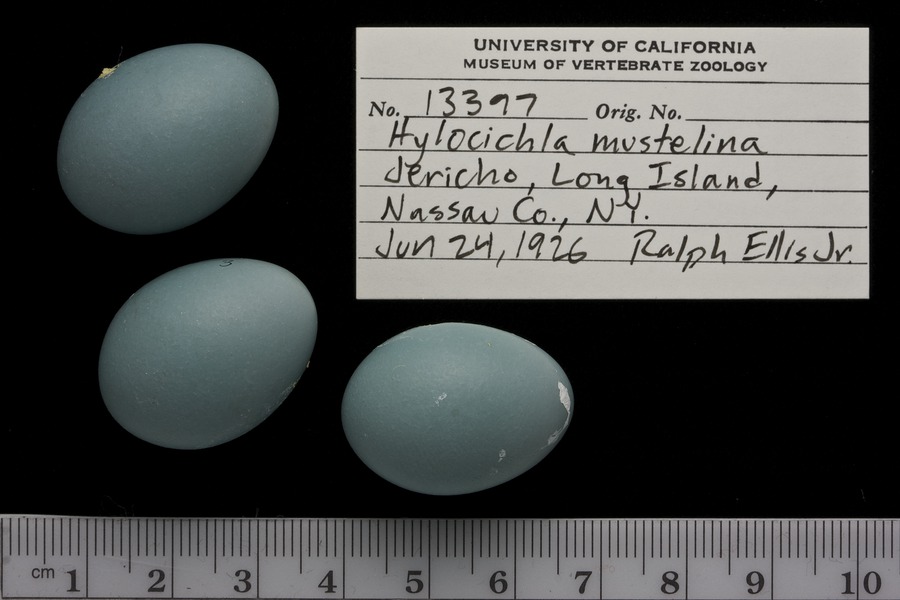 UNIVERSITY OF CALIFORNIA
MUSEUM OF VERTEBRATE ZOOLOGY
No. 13397 Orig. No.
Hylocichla mustelina
Jericho, Long Island,
Nassau Co., NY.
Jun 24, 1926 Ralph Ellis Jr.
cm 1 2 3 4 5 6 7 8 9 10